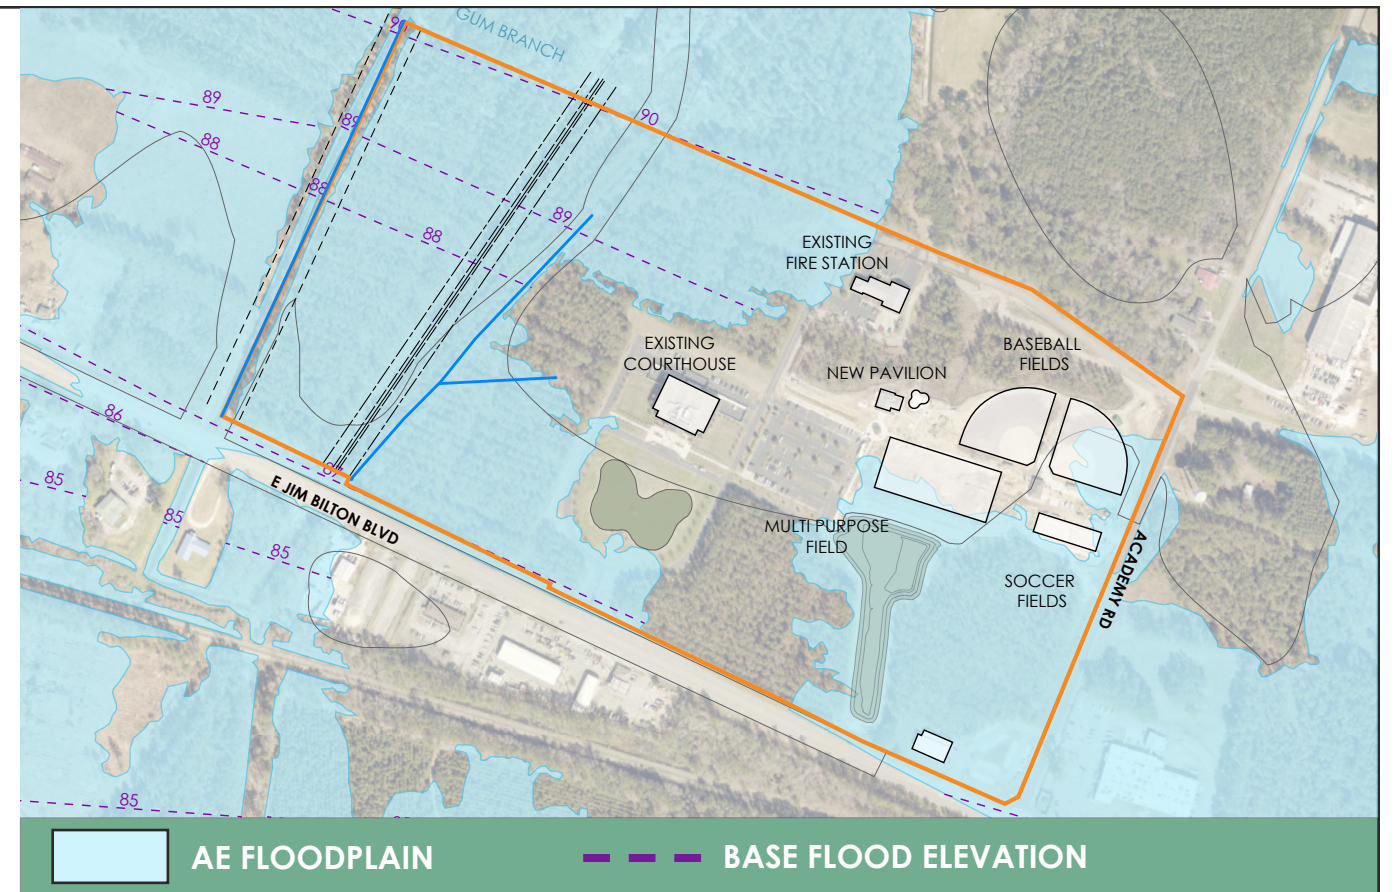 GUM BRANCH
90
89
89
88
90
88
89
88
EXISTING
FIRE STATION
EXISTING
COURTHOUSE
NEW PAVILION
BASEBALL
FIELDS
86
87
85
E JIM BILTON BLVD
85
85
MULTI PURPOSE
FIELD
SOCCER
FIELDS
ACADEMY RD
85
AE FLOODPLAIN
BASE FLOOD ELEVATION